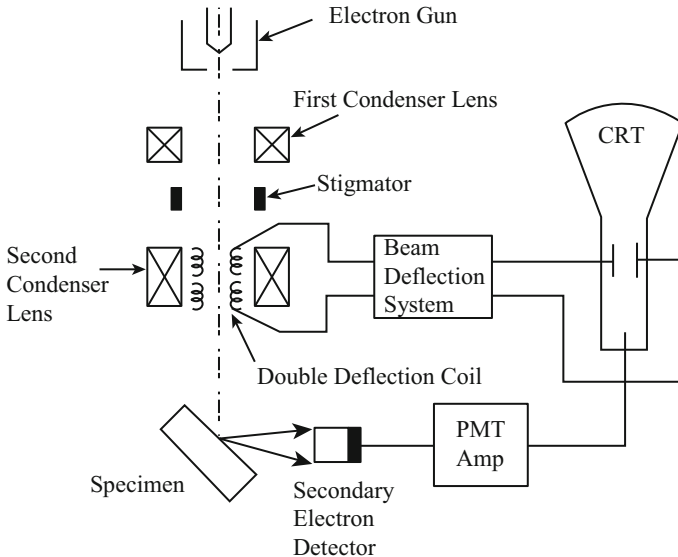 Electron Gun
First Condenser Lens
CRT
Stigmator
Second
Condenser
Lens
Beam
Deflection
System
Double Deflection Coil
PMT
Amp
Specimen
Secondary
Electron
Detector